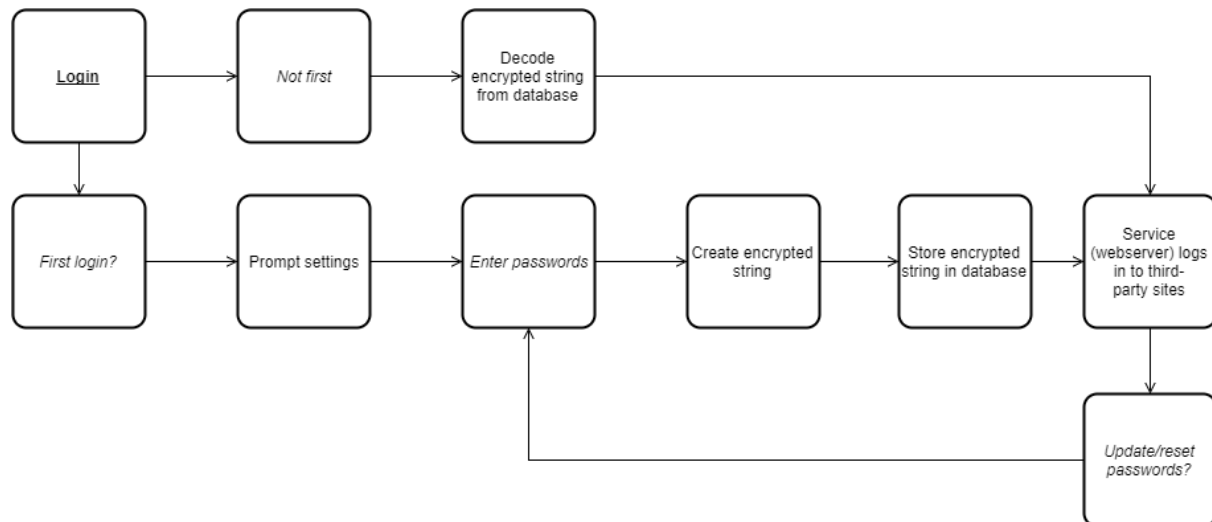 Login
Not first
Decode
encrypted string
from database
First login?
Prompt settings
Enter passwords
Create encrypted
string
Store encrypted
string in database
Service
(webserver) logs
in to third-
party sites
Update/reset
passwords?